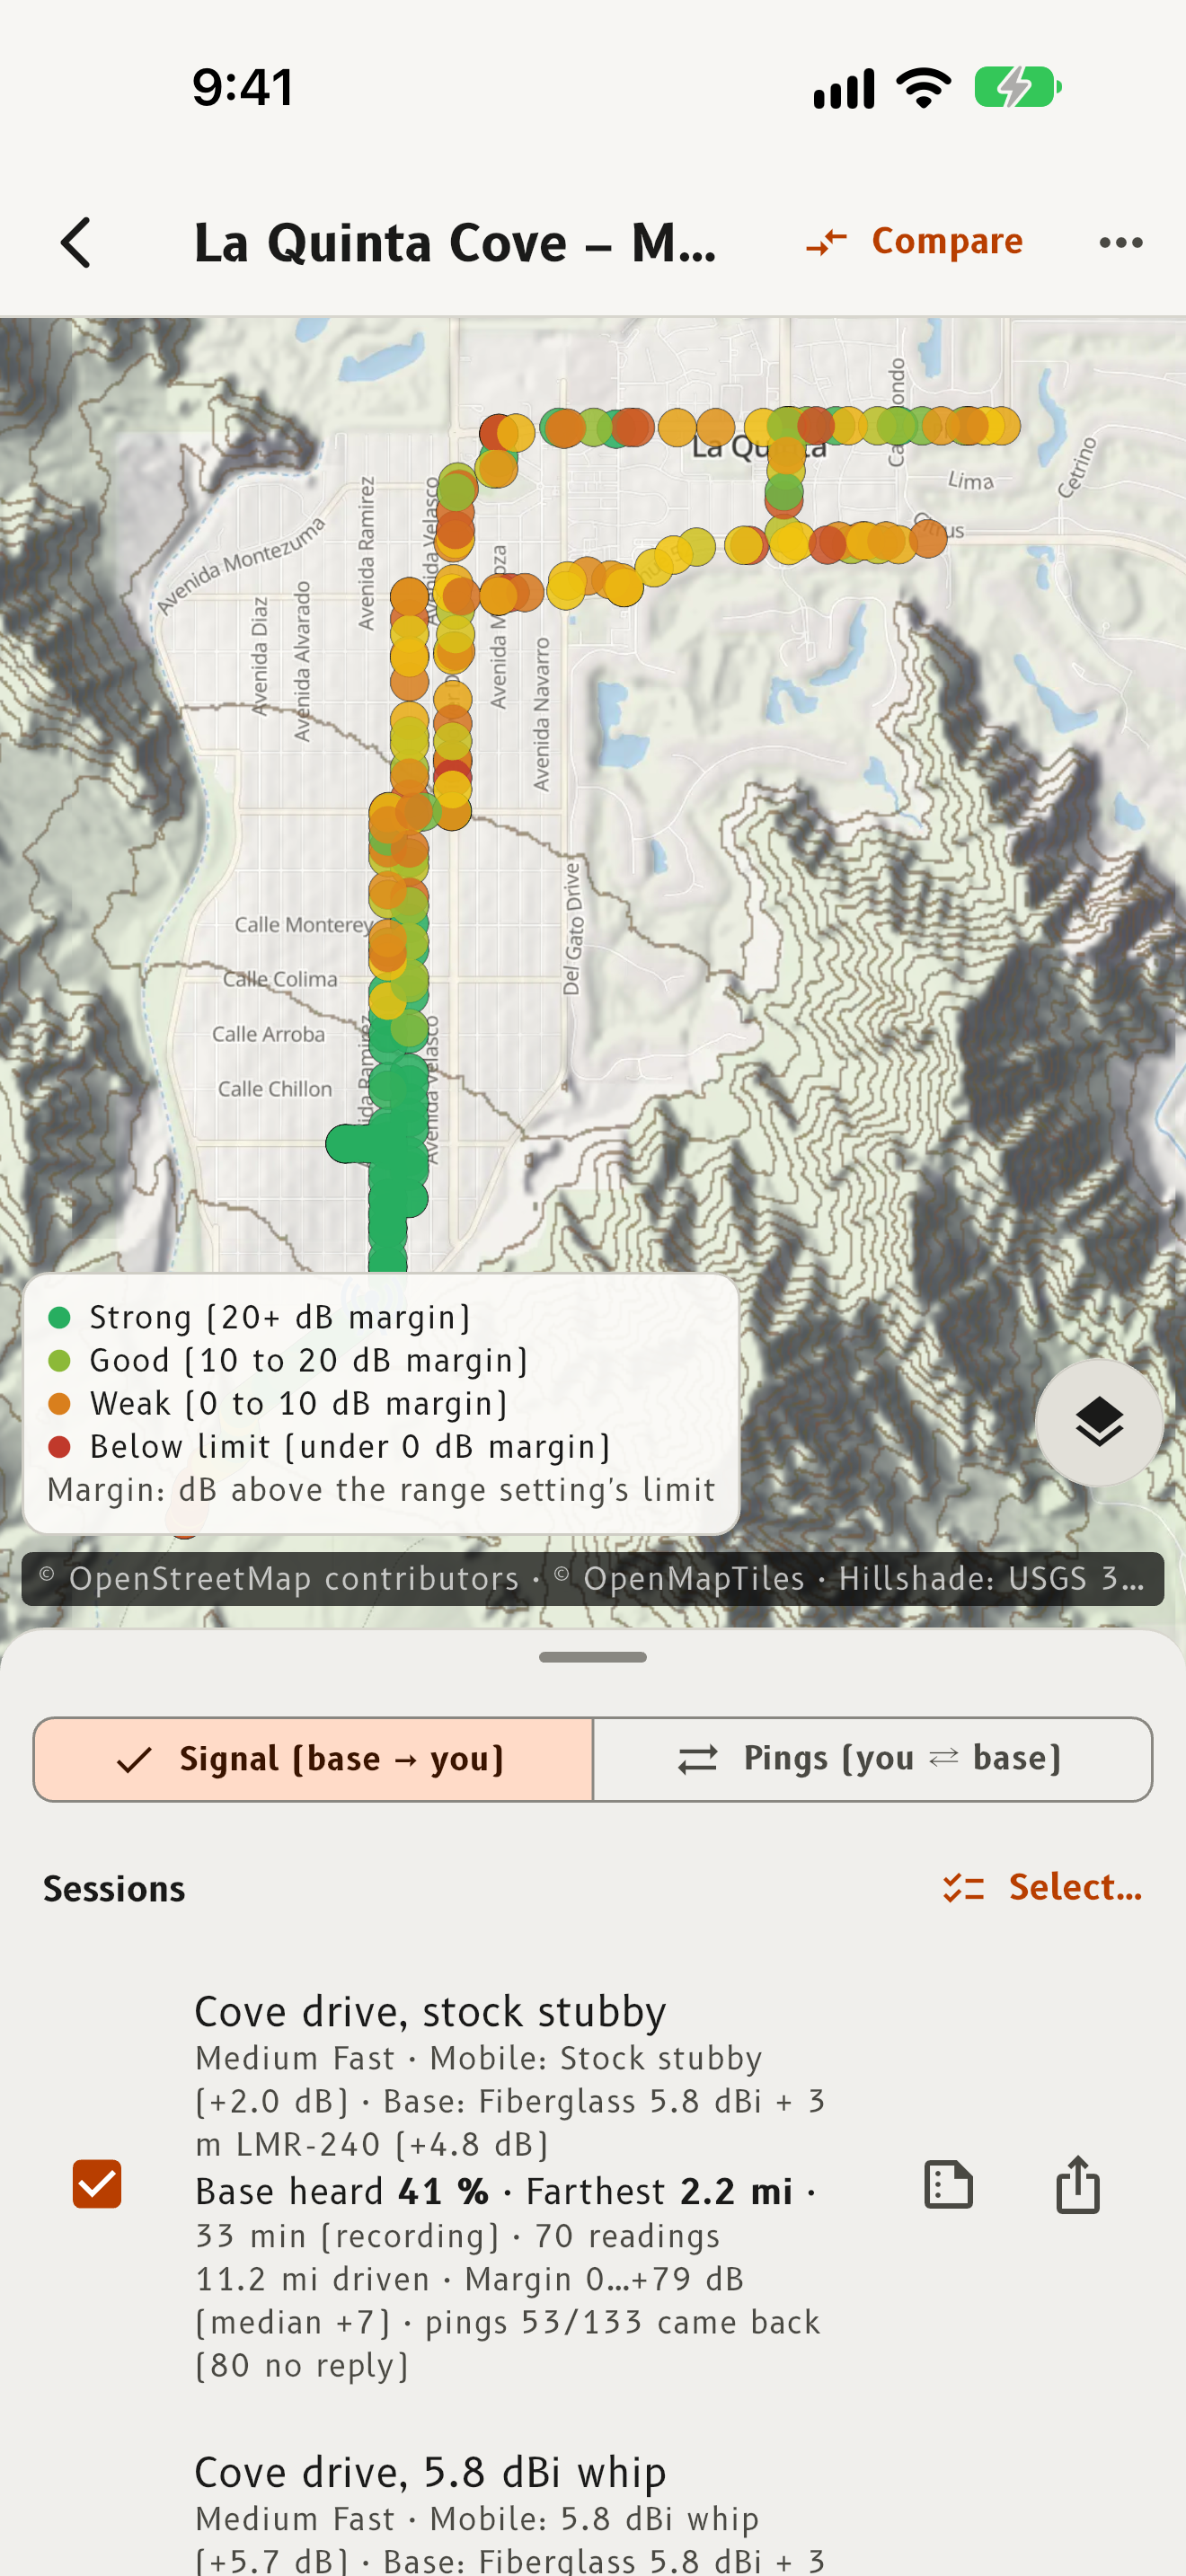 9:41
La Quinta Cove – M…
Compare
Avenida Montezuma
Avenida Diaz
Avenida Alvarado
Avenida Ramirez
Avenida Velasco
Avenida
Avenida Navarro
Lima
Cetrino
Calle Monterey
Calle Colima
Calle Arroba
Calle Chillon
Del Gato Drive
Avenida Velasco
Strong (20+ dB margin)
Good (10 to 20 dB margin)
Weak (0 to 10 dB margin)
Below limit (under 0 dB margin)
Margin: dB above the range setting's limit
© OpenStreetMap contributors · © OpenMapTiles · Hillshade: USGS 3…
Signal (base → you)
Pings (you ⇄ base)
Sessions
Select…
Cove drive, stock stubby
Medium Fast · Mobile: Stock stubby
(+2.0 dB) · Base: Fiberglass 5.8 dBi + 3
m LMR-240 (+4.8 dB)
Base heard 41 % · Farthest 2.2 mi ·
33 min (recording) · 70 readings
11.2 mi driven · Margin 0…+79 dB
(median +7) · pings 53/133 came back
(80 no reply)
Cove drive, 5.8 dBi whip
Medium Fast · Mobile: 5.8 dBi whip
(+5.7 dB) · Base: Fiberglass 5.8 dBi + 3